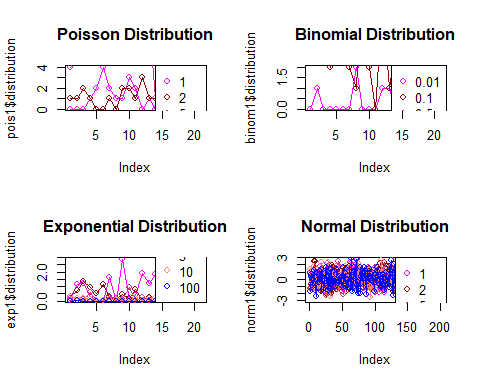 Poisson Distribution
pois1$distribution
0 2 4
1
2
5 10 15 20
Index
Binomial Distribution
binom1$distribution
0.0 1.5
0.01
0.1
5 10 15 20
Index
Exponential Distribution
exp1$distribution
0.0 2.0
10
100
5 10 15 20
Index
Normal Distribution
norm1$distribution
-3 0 3
1
2
0 50 100 150 200
Index